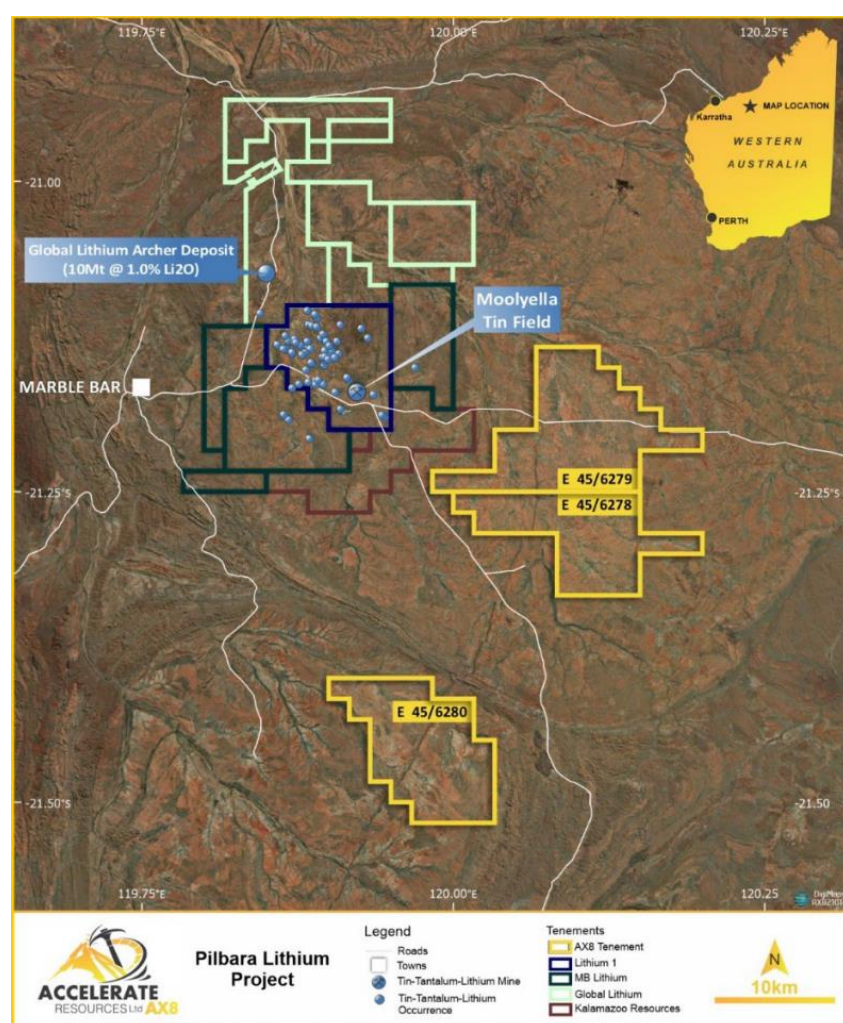 119.75°E
120.00°E
120.25°E
Karratha
MAP LOCATION
WESTERN
AUSTRALIA
PERTH
-21.00
Global Lithium Archer Deposit
(10Mt @ 1.0% Li2O)
Moolyella
Tin Field
MARBLE BAR
E 45/6279
-21.25°S
-21.25°S
E 45/6278
E 45/6280
-21.50°S
-21.50
119.75°E
120.00°E
120.25
DigiMaps
ACCELERATE
RESOURCES Ltd AX8
Pilbara Lithium
Project
Legend
Roads
Towns
Tin-Tantalum-Lithium Mine
Tin-Tantalum-Lithium
Occurrence
Tenements
AX8 Tenement
Lithium 1
MB Lithium
Global Lithium
Kalamazoo Resources
N
10km